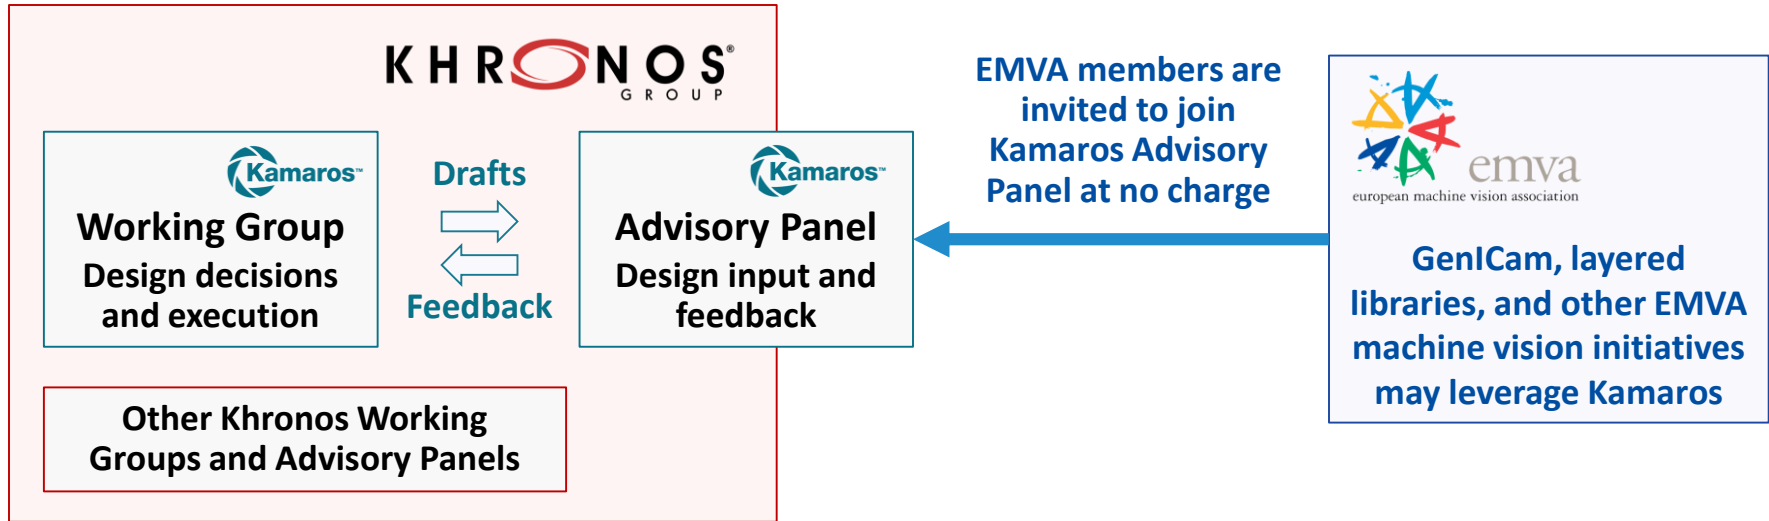 KHRONOS®
GROUP
Kamaros™
Working Group
Design decisions
and execution
Drafts
Feedback
Kamaros™
Advisory Panel
Design input and
feedback
Other Khronos Working
Groups and Advisory Panels
EMVA members are
invited to join
Kamaros Advisory
Panel at no charge
emva
european machine vision association
GenICam, layered
libraries, and other EMVA
machine vision initiatives
may leverage Kamaros